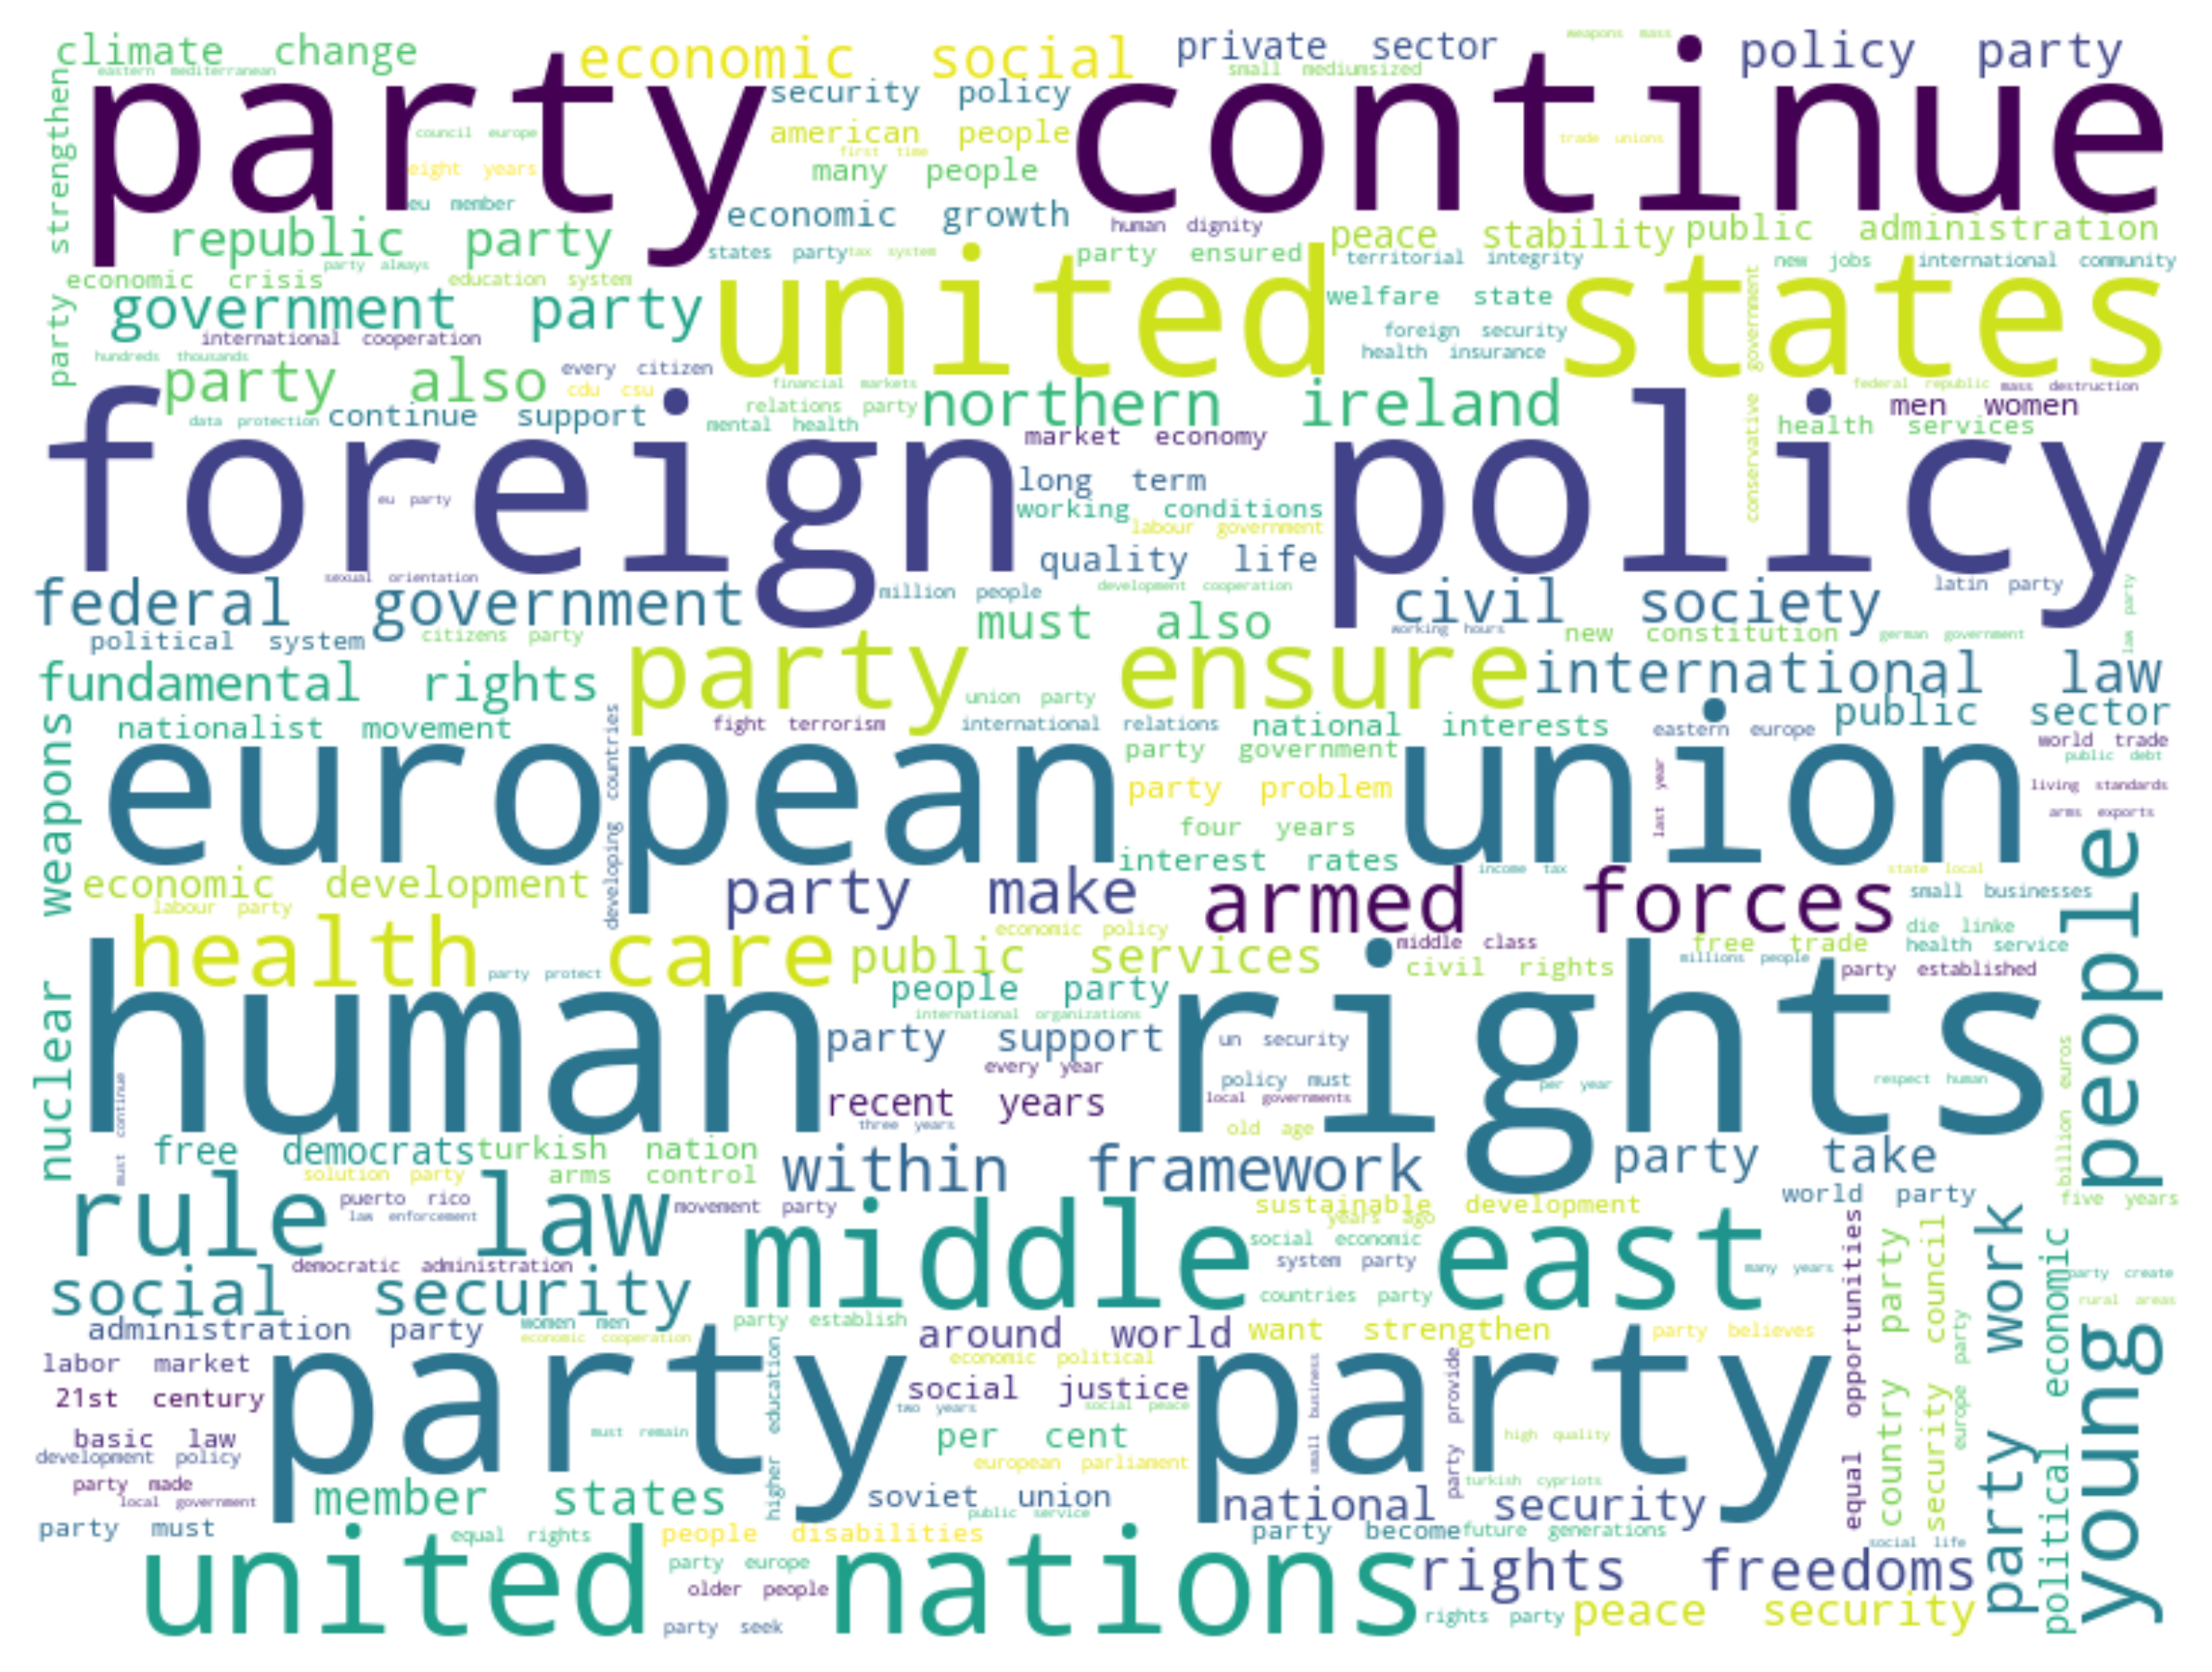 climate change
economic social
private sector
weapons mass
policy party
eastern mediterranean
small mediumsized
party continue
security policy
american people
council europe
trade unions
first time
eight years
many people
eu member
economic growth
human dignity
party strengthen
republic party
states party
tax system
party ensured
peace stability
public administration
territorial integrity
new jobs
international community
party always
economic crisis
education system
government party
united states
welfare state
international cooperation
foreign security
health insurance
conservative government
hundreds thousands
every citizen
party also
cdu csu
financial markets
relations party
northern ireland
federal republic
mass destruction
men women
data protection
continue support
mental health
market economy
health services
foreign policy
eu party
long term
working conditions
labour government
quality life
sexual orientation
federal government
million people
development cooperation
civil society
latin party
law party
must also
political system
citizens party
working hours
new constitution
german government
fundamental rights
party ensure
international law
union party
nationalist movement
fight terrorism
international relations
national interests
eastern europe
public sector
world trade
public debt
european union
developing countries
party government
party problem
last year
living standards
arms exports
four years
interest rates
income tax
state local
nuclear weapons
economic development
labour party
party make
armed forces
small businesses
die linke
health service
health care
economic policy
public services
middle class
free trade
civil rights
millions people
party established
party protect
people party
international organizations
human rights
party support
un security
every year
policy must
local governments
per year
respect human
recent years
three years
old age
must continue
billion euros
young people
free democrats
turkish nation
solution party
arms control
within framework
party take
world party
five years
rule law
puerto rico
law enforcement
movement party
sustainable development
years ago
middle east
social economic
system party
many years
countries party
democratic administration
social security
equal opportunities
country party
security council
party work
political economic
party create
rural areas
administration party
women men
economic cooperation
party establish
around world
want strengthen
party believes
europe party
labor market
21st century
party party
higher education
economic political
social justice
small business
party provide
two years
social peace
basic law
development policy
must remain
per cent
high quality
european parliament
party made
local government
member states
soviet union
public service
turkish cypriots
national security
party must
equal rights
people disabilities
party become
future generations
social life
united nations
party europe
older people
rights freedoms
party seek
rights party
peace security